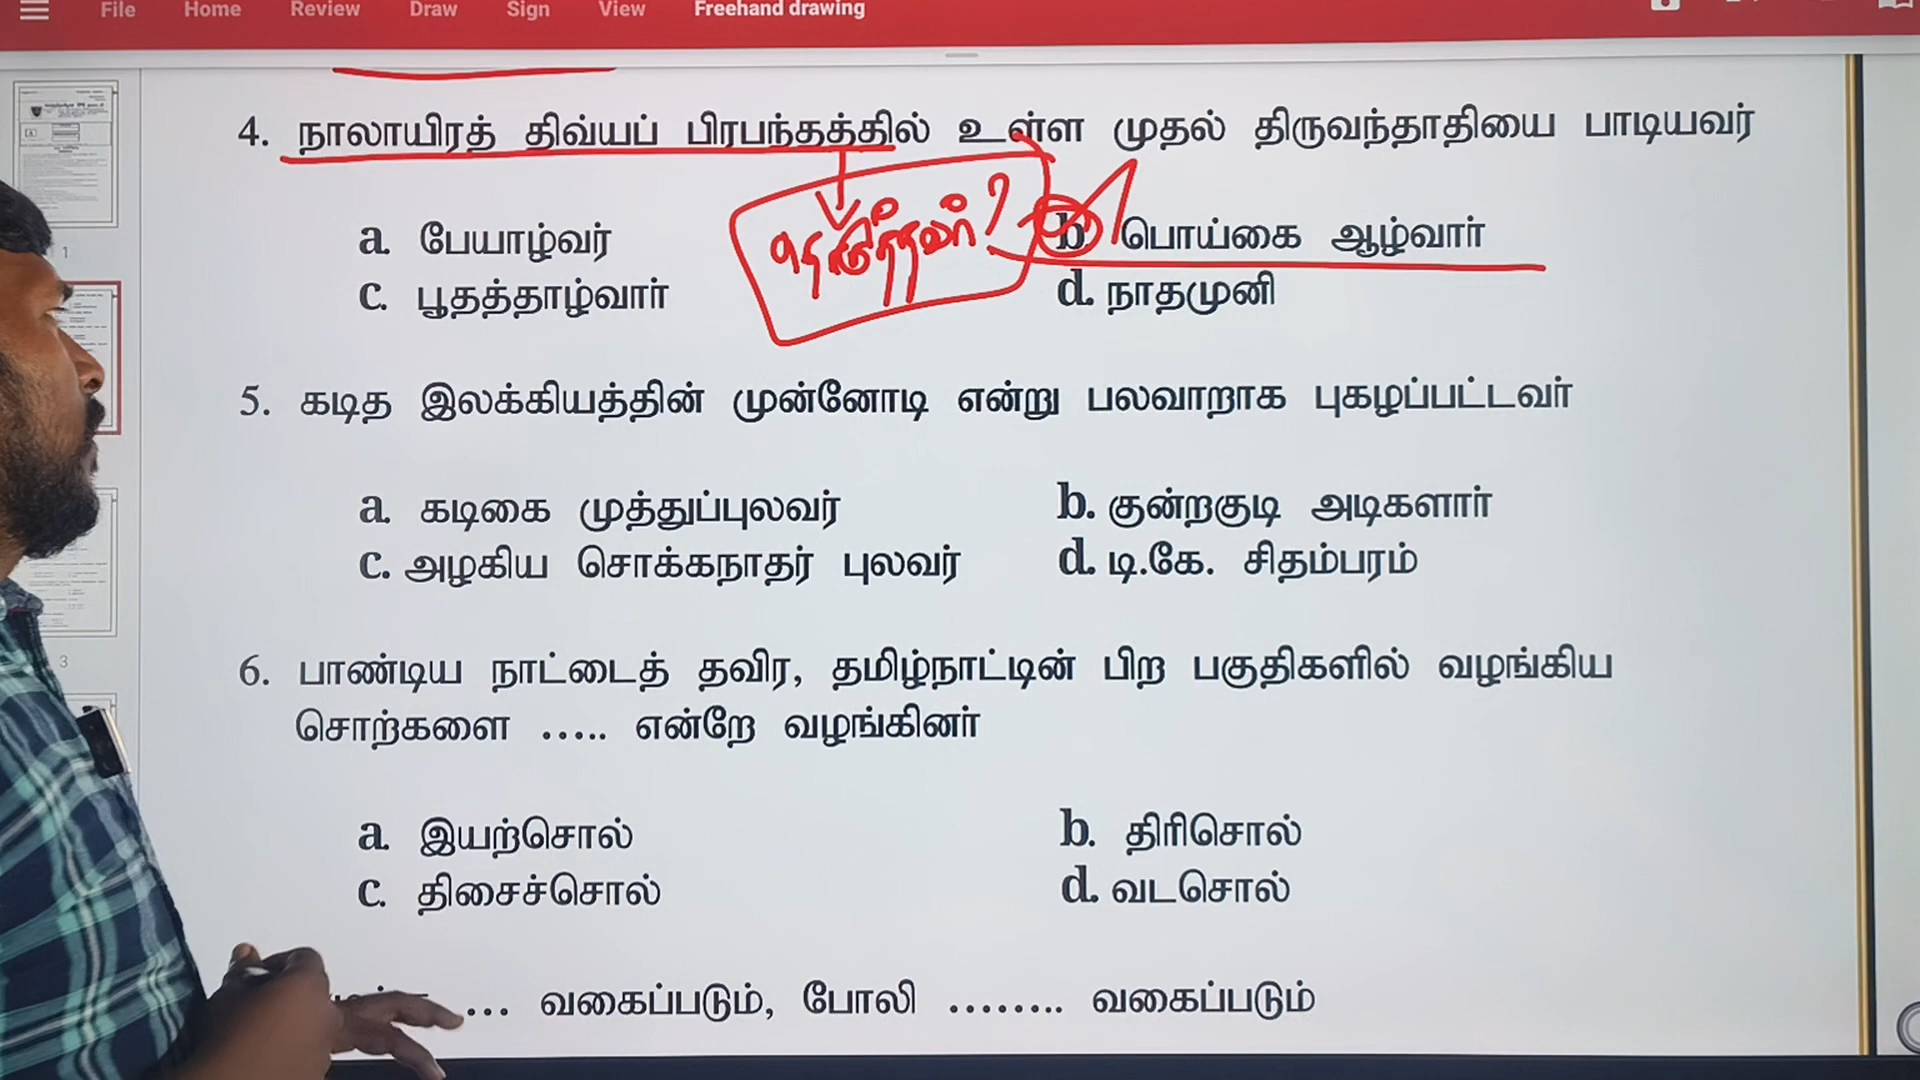 File Home Review Draw Sign View Freehand drawing
4. நாலாயிரத் திவ்யப் பிரபந்தத்தில் உள்ள முதல் திருவந்தாதியை பாடியவர்
a. பேயாழ்வர்
b. பொய்கை ஆழ்வார்
c. பூதத்தாழ்வார்
d. நாதமுனி
5. கடித இலக்கியத்தின் முன்னோடி என்று பலவாறாக புகழப்பட்டவர்
a. கடிகை முத்துப்புலவர்
b. குன்றகுடி அடிகளார்
c. அழகிய சொக்கநாதர் புலவர்
d. டி.கே. சிதம்பரம்
6. பாண்டிய நாட்டைத் தவிர, தமிழ்நாட்டின் பிற பகுதிகளில் வழங்கிய
சொற்களை ..... என்றே வழங்கினர்
a. இயற்சொல்
b. திரிசொல்
c. திசைச்சொல்
d. வடசொல்
... வகைப்படும், போலி ........ வகைப்படும்
1
3